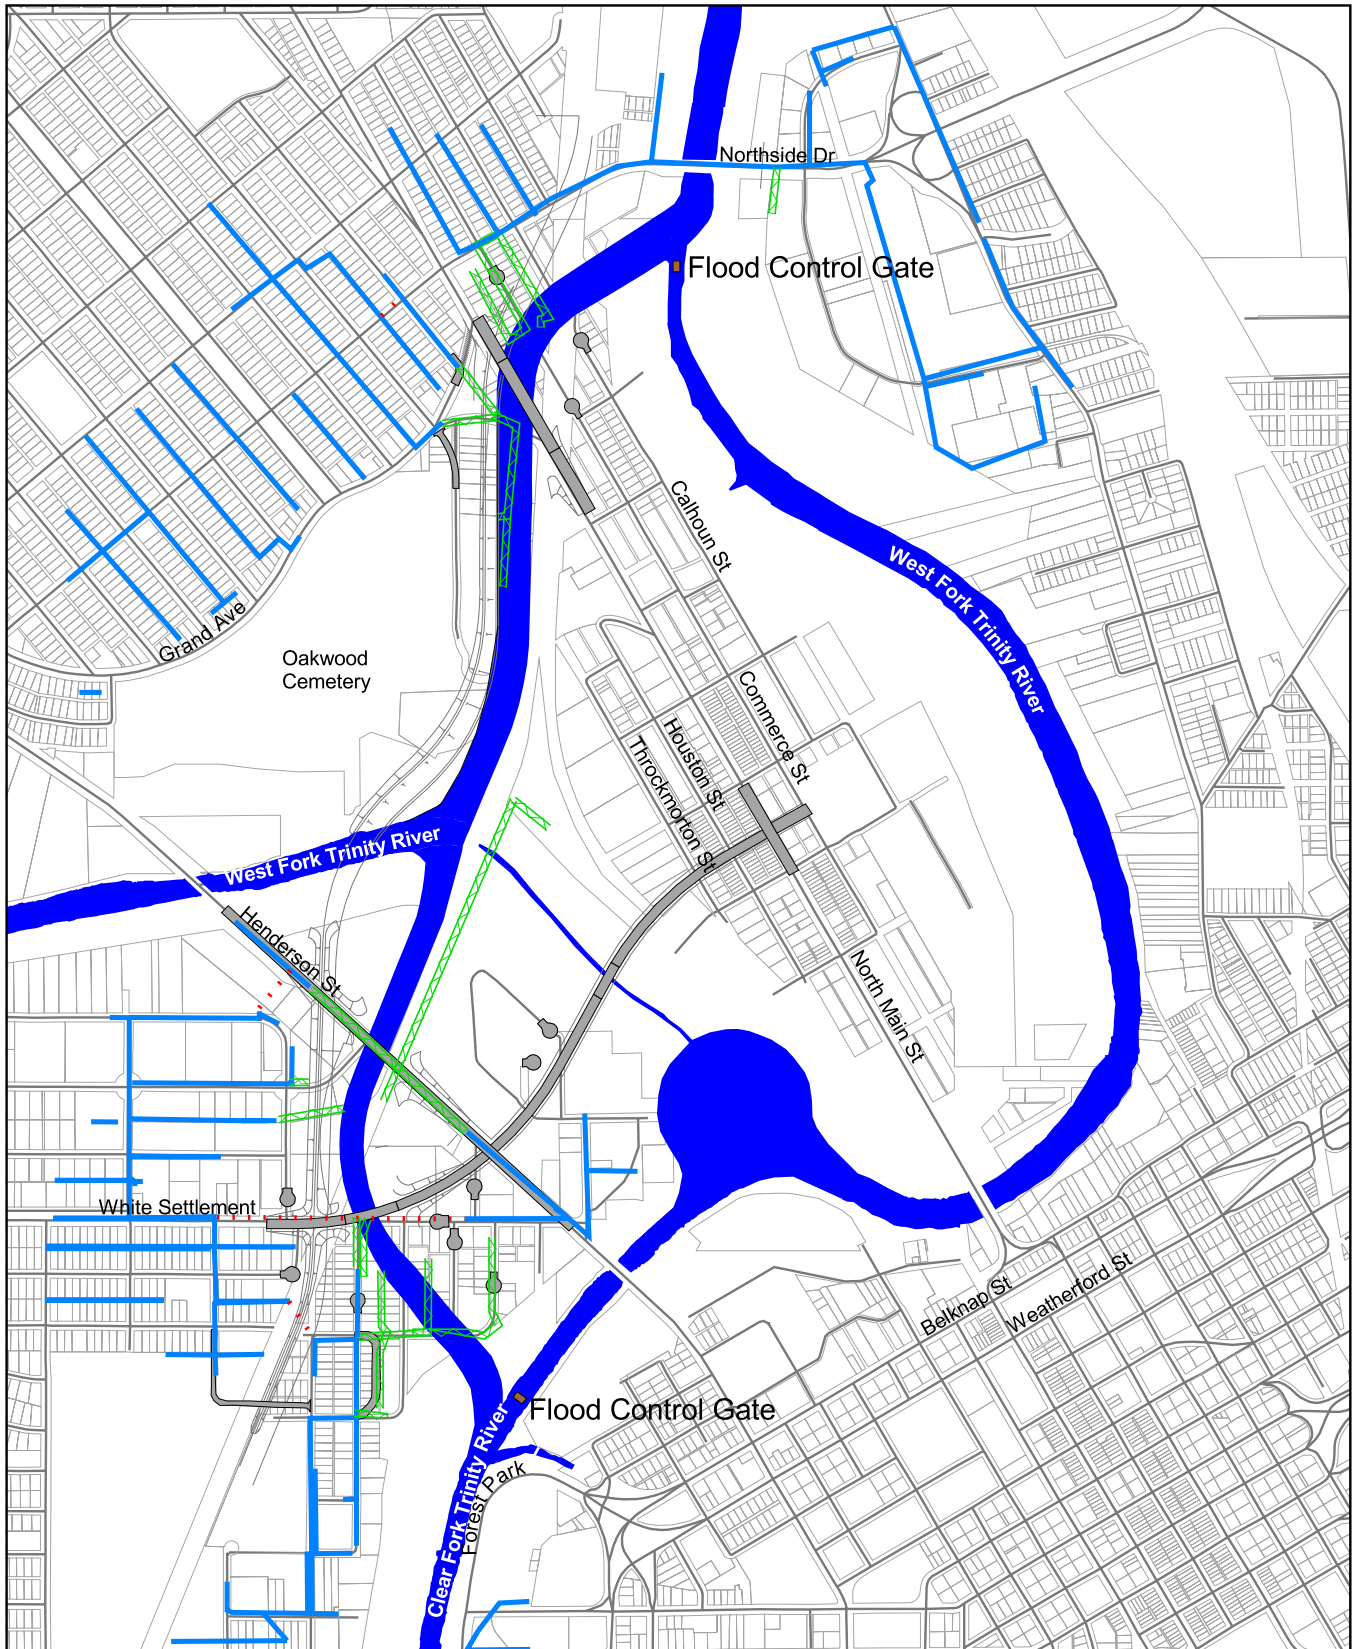 Northside Dr
Flood Control Gate
Calhoun St
West Fork Trinity River
Grand Ave
Oakwood
Cemetery
Commerce St
Houston St
Throckmorton St
West Fork Trinity River
Henderson St
North Main St
White Settlement
Belknap St
Weatherford St
Flood Control Gate
Clear Fork Trinity River
Forest Park